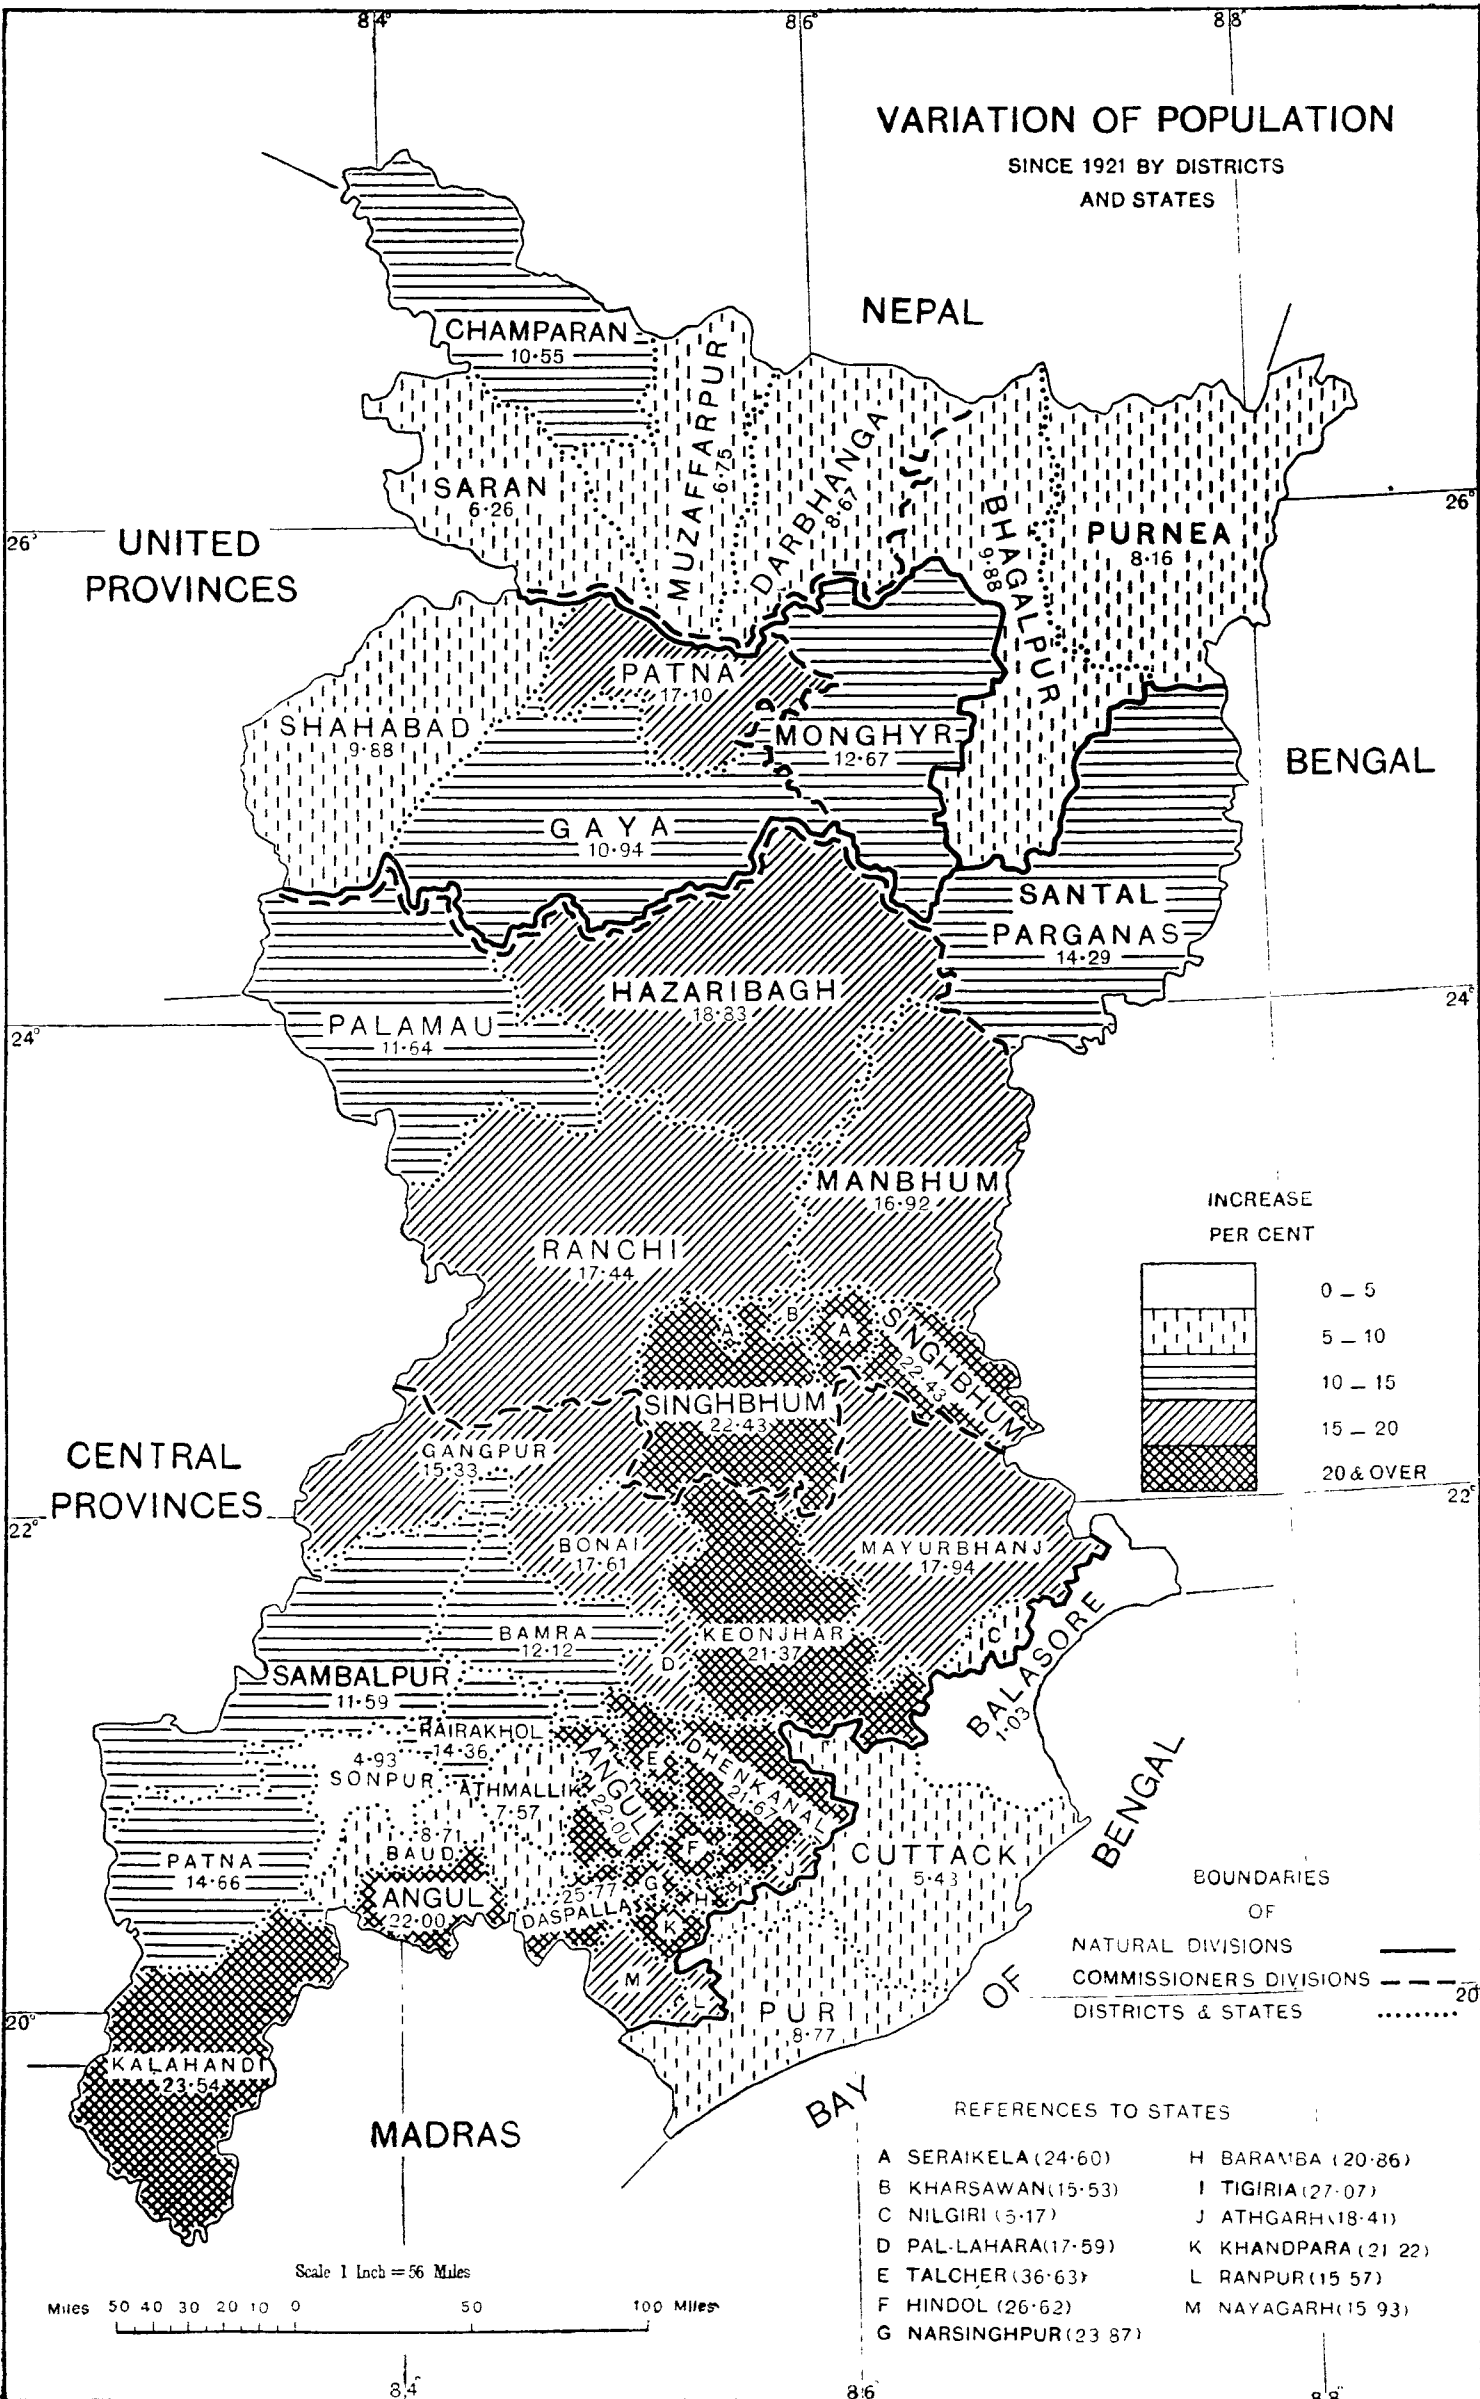 84° 86° 88°
VARIATION OF POPULATION
SINCE 1921 BY DISTRICTS
AND STATES
NEPAL
CHAMPARAN
10·55
MUZAFFARPUR
6·75
DARBHANGA
8·67
SARAN
6·26
BHAGALPUR
9·88
PURNEA
8·16
26° 26°
UNITED
PROVINCES
PATNA
17·10
SHAHABAD
9·88
MONGHYR
12·67
BENGAL
GAYA
10·94
SANTAL
PARGANAS
14·29
HAZARIBAGH
18·83
24° 24°
PALAMAU
11·64
MANBHUM
16·92
RANCHI
17·44
INCREASE
PER CENT
0 – 5
5 – 10
10 – 15
15 – 20
20 & OVER
A B A
SINGHBHUM
22·43
SINGHBHUM
22·43
GANGPUR
15·33
CENTRAL
PROVINCES
22° 22°
BONAI
17·61
MAYURBHANJ
17·94
BAMRA
12·12
KEONJHAR
21·37
C
D
BALASORE
1·03
SAMBALPUR
11·59
RAIRAKHOL
14·36
4·93
SONPUR
ATHMALLIK
7·57
ANGUL
22·00
E
DHENKANAL
21·67
8·71
BAUD
F
CUTTACK
5·43
PATNA
14·66
ANGUL
22·00
25·77
DASPALLA
G
H
I
J
K
L
M
PURI
8·77
BAY OF BENGAL
BOUNDARIES
OF
NATURAL DIVISIONS
COMMISSIONERS DIVISIONS
DISTRICTS & STATES
20° 20
KALAHANDI
23·54
MADRAS
REFERENCES TO STATES
A SERAIKELA (24·60)
B KHARSAWAN (15·53)
C NILGIRI (5·17)
D PAL-LAHARA (17·59)
E TALCHER (36·63)
F HINDOL (26·62)
G NARSINGHPUR (23 87)
H BARAMBA (20·86)
I TIGIRIA (27·07)
J ATHGARH (18·41)
K KHANDPARA (21 22)
L RANPUR (15 57)
M NAYAGARH (15 93)
Scale 1 Inch = 56 Miles
Miles 50 40 30 20 10 0 50 100 Miles
84° 86° 88°